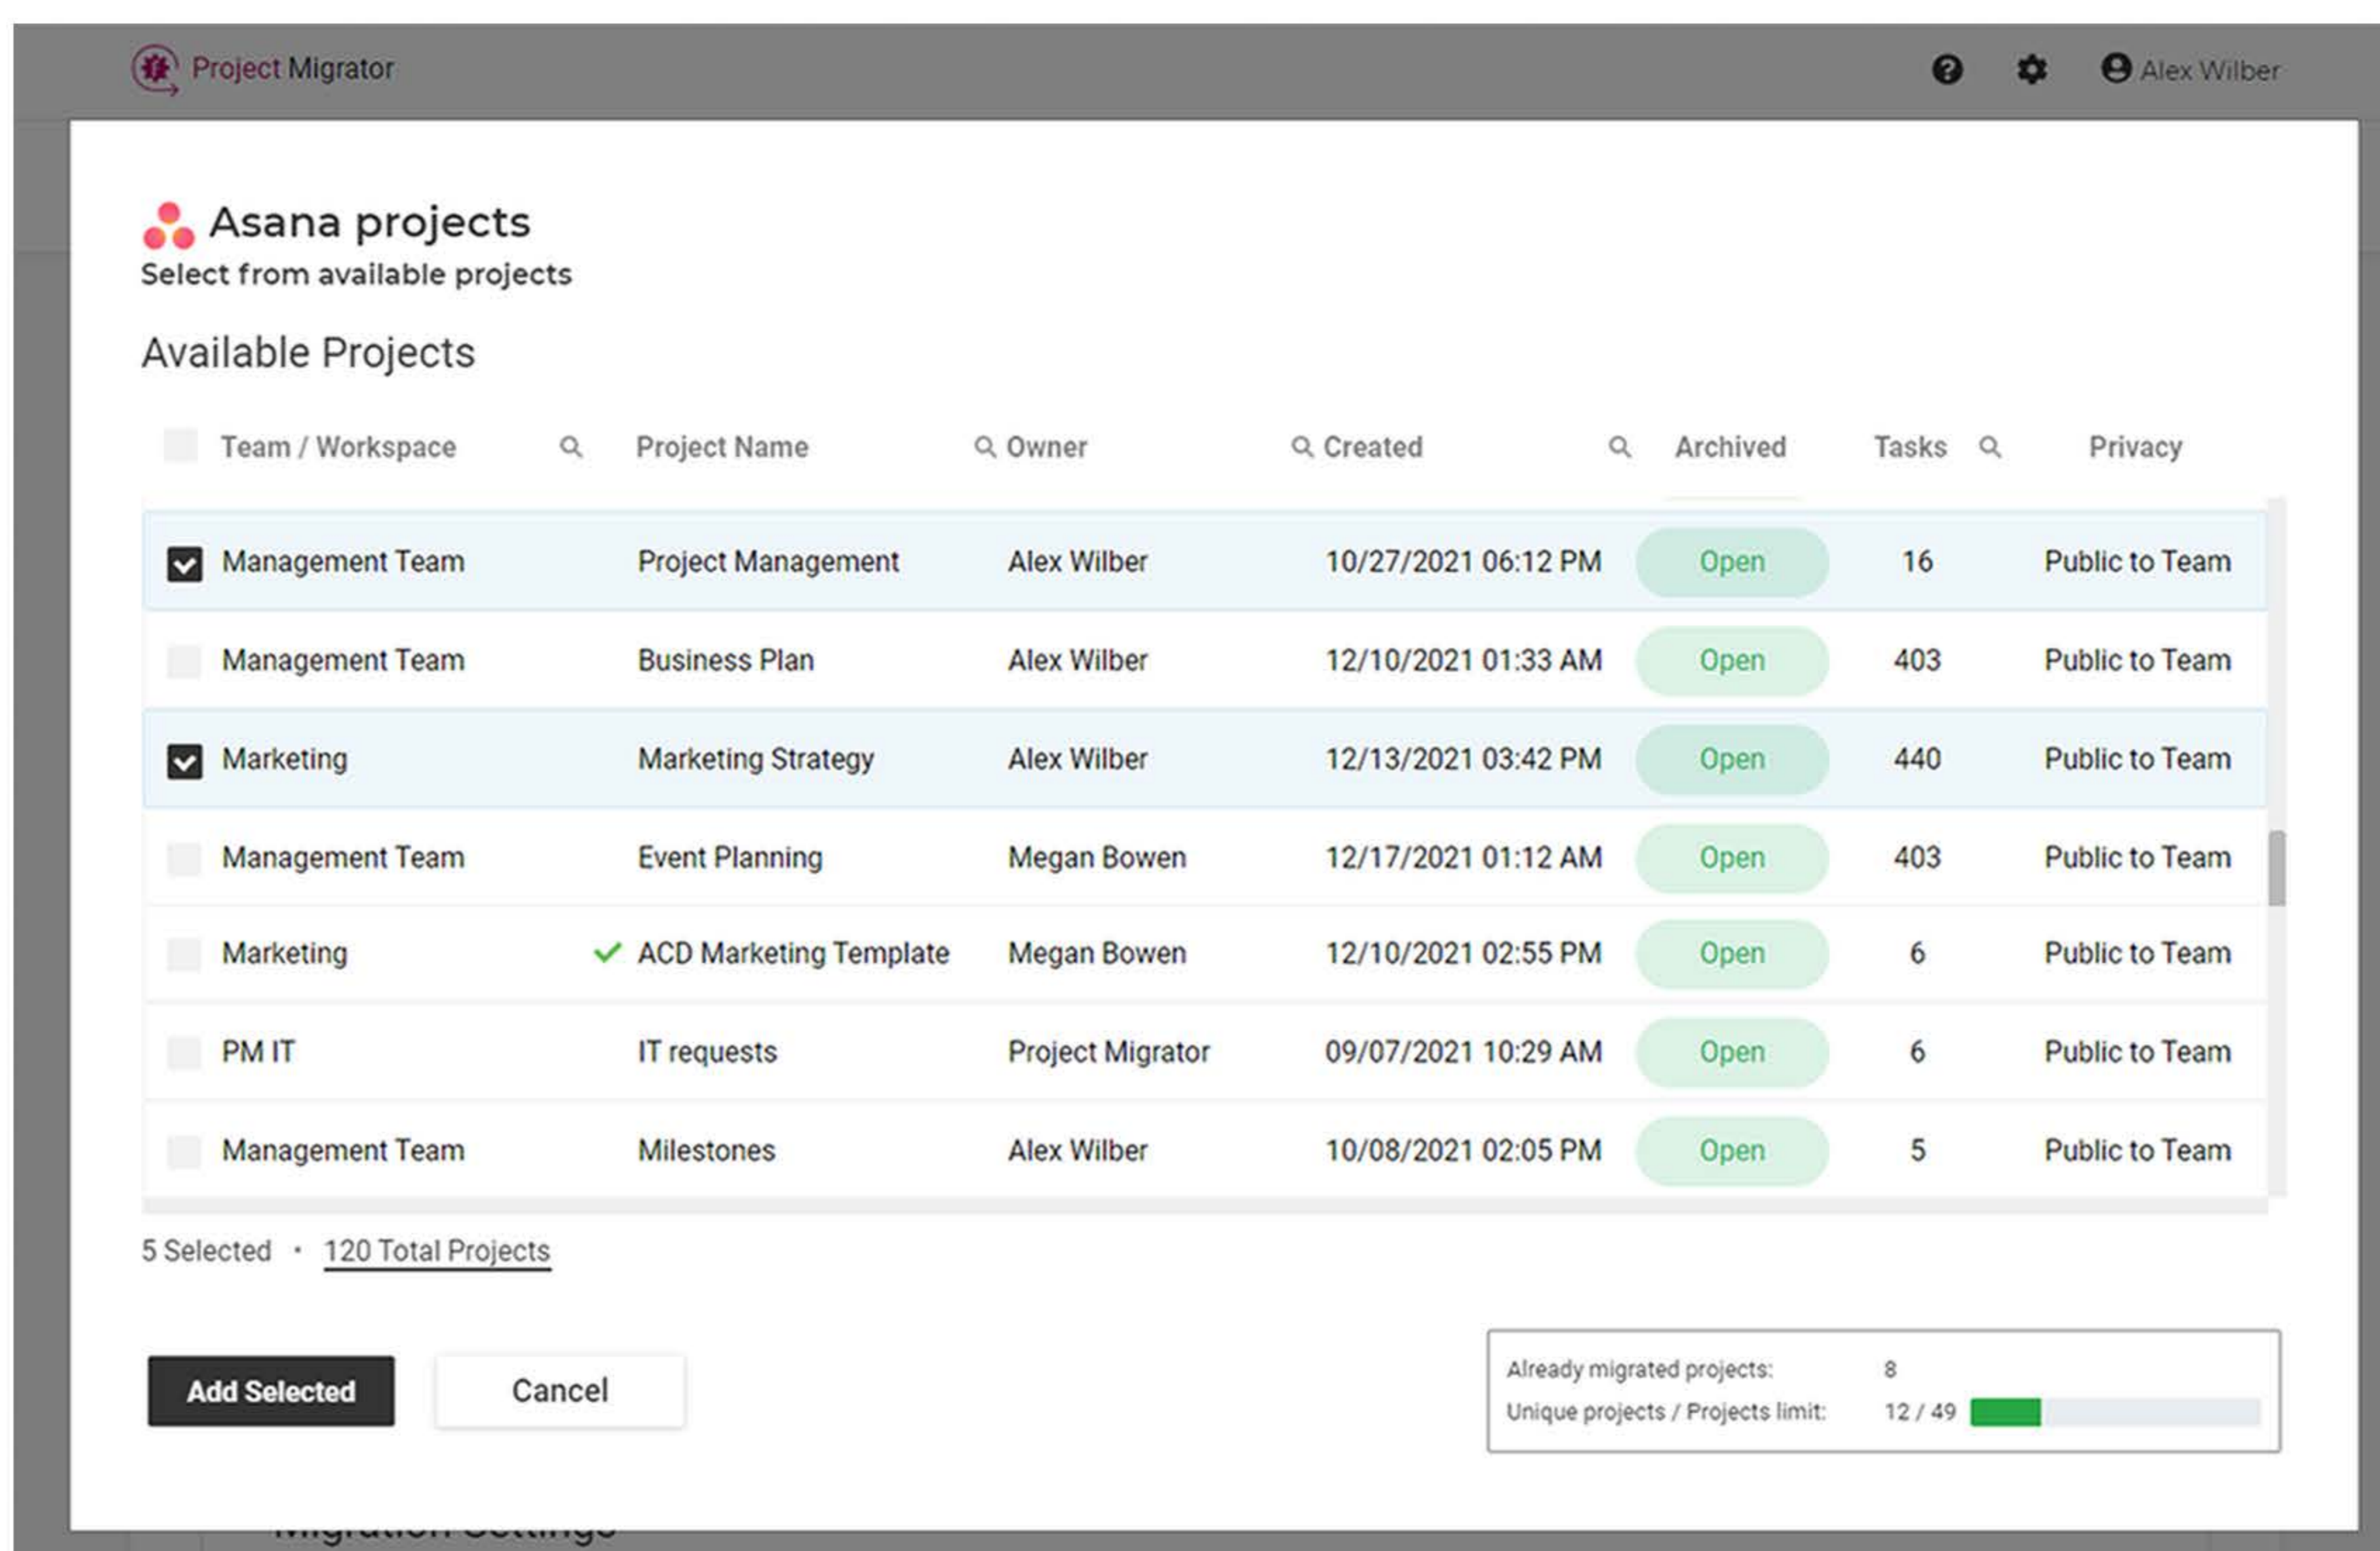 Project Migrator
Alex Wilber
Asana projects
Select from available projects
Available Projects
Team / Workspace Project Name Owner Created Archived Tasks Privacy
Management Team Project Management Alex Wilber 10/27/2021 06:12 PM Open 16 Public to Team
Management Team Business Plan Alex Wilber 12/10/2021 01:33 AM Open 403 Public to Team
Marketing Marketing Strategy Alex Wilber 12/13/2021 03:42 PM Open 440 Public to Team
Management Team Event Planning Megan Bowen 12/17/2021 01:12 AM Open 403 Public to Team
Marketing ACD Marketing Template Megan Bowen 12/10/2021 02:55 PM Open 6 Public to Team
PM IT IT requests Project Migrator 09/07/2021 10:29 AM Open 6 Public to Team
Management Team Milestones Alex Wilber 10/08/2021 02:05 PM Open 5 Public to Team
5 Selected · 120 Total Projects
Add Selected Cancel
Already migrated projects: 8
Unique projects / Projects limit: 12 / 49
Migration Settings